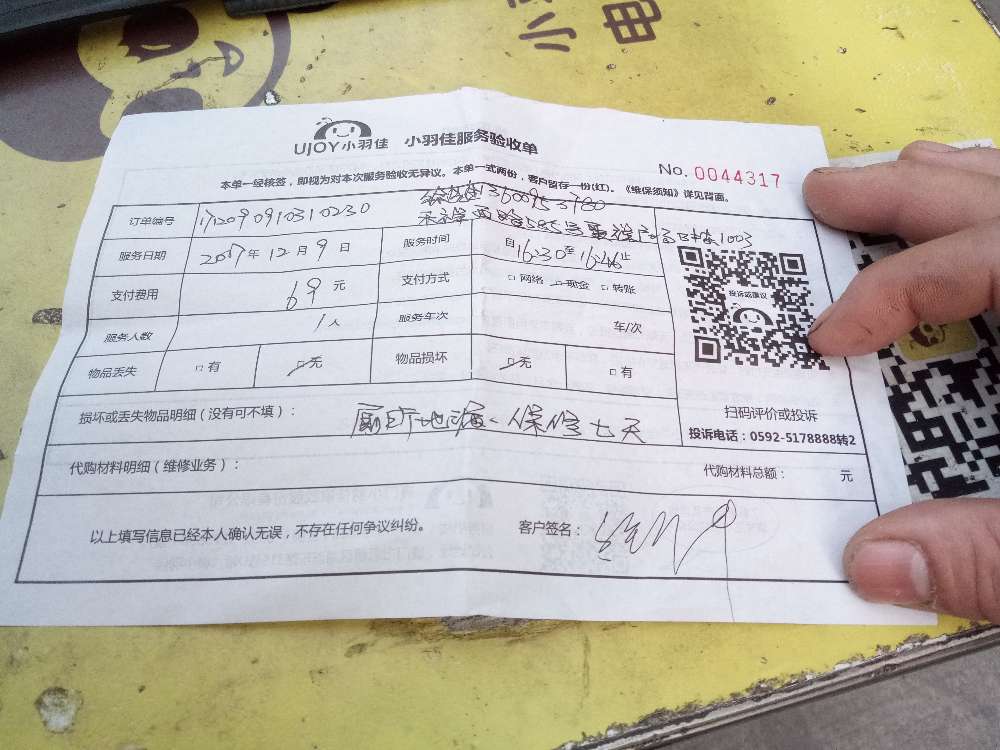 小
电
UJOY小羽佳 小羽佳服务验收单
No. 0044317
本单一经核签，即视为对本次服务验收无异议。本单一式两份，客户留存一份(红)。《维保须知》详见背面。
订单编号 1712090910310230
服务日期 2017年12月9日 服务时间 自16:30至16:46止
支付费用 69元 支付方式 □网络 □现金 □转账
服务人数 1人 服务车次 车/次
物品丢失 □有 □无 物品损坏 □无 □有
投诉或建议
扫码评价或投诉
投诉电话：0592-5178888转2
损坏或丢失物品明细（没有可不填）： 厕所地漏、保修七天
代购材料明细（维修业务）： 代购材料总额： 元
以上填写信息已经本人确认无误，不存在任何争议纠纷。 客户签名：